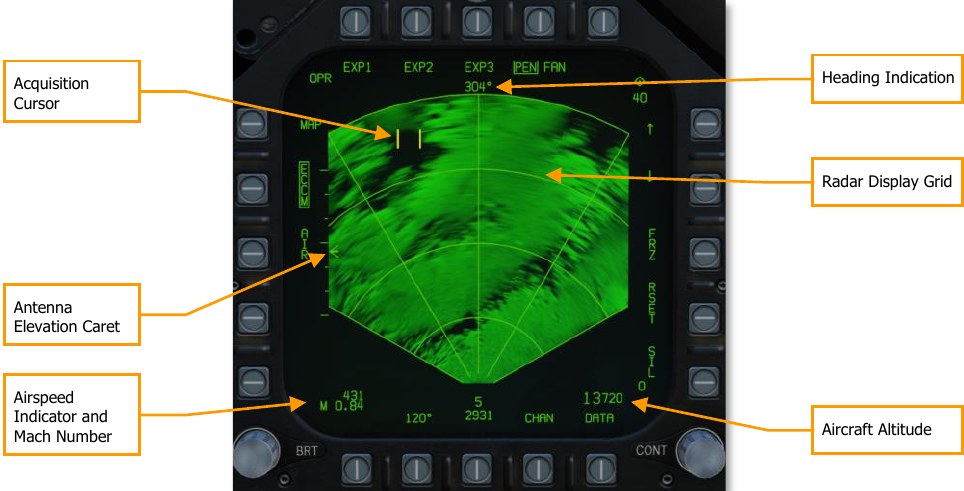 Acquisition
Cursor
Antenna
Elevation Caret
Airspeed
Indicator and
Mach Number
Heading Indication
Radar Display Grid
Aircraft Altitude
EXP1 EXP2 EXP3 PEN FAN
OPR
304°
40
MAP
ECCM
AIR
FRZ
RSET
SIL
0
431
M 0.84
13720
120°
5
2931
CHAN
DATA
BRT
CONT